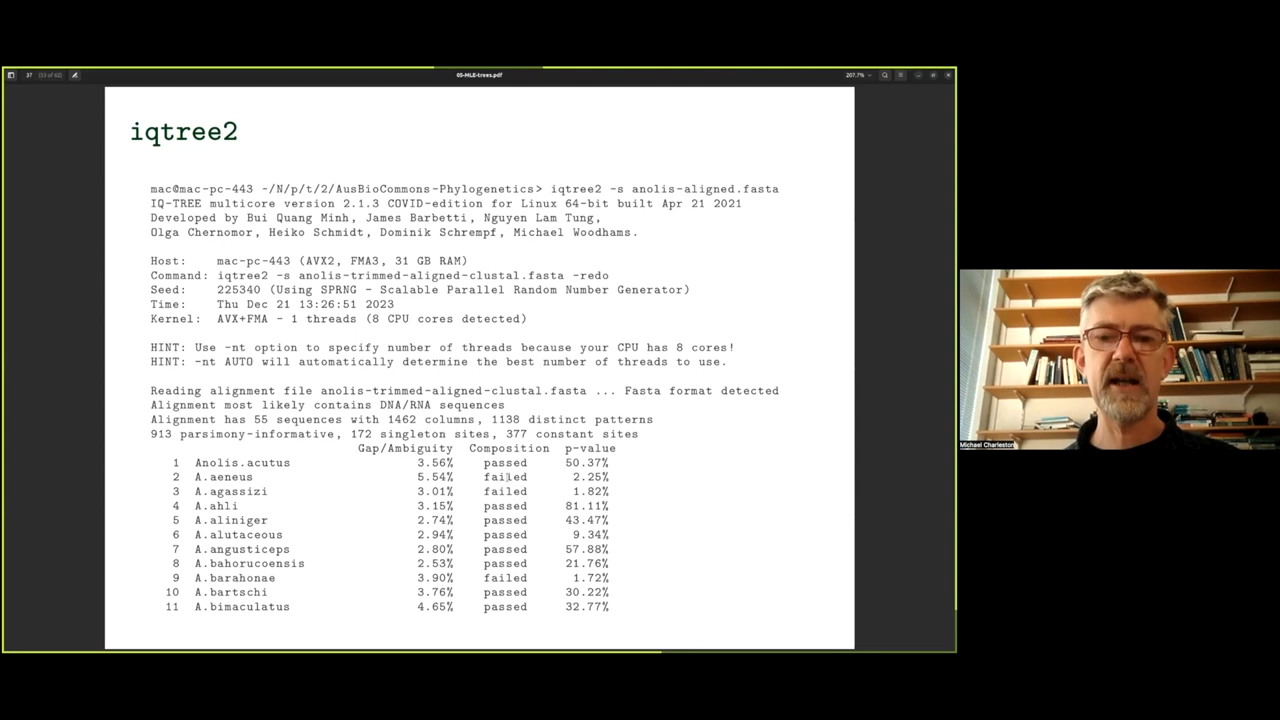 37 (53 of 62)
05-MLE-trees.pdf
207.7%
iqtree2
mac@mac-pc-443 ~/N/p/t/2/AusBioCommons-Phylogenetics> iqtree2 -s anolis-aligned.fasta
IQ-TREE multicore version 2.1.3 COVID-edition for Linux 64-bit built Apr 21 2021
Developed by Bui Quang Minh, James Barbetti, Nguyen Lam Tung,
Olga Chernomor, Heiko Schmidt, Dominik Schrempf, Michael Woodhams.
Host: mac-pc-443 (AVX2, FMA3, 31 GB RAM)
Command: iqtree2 -s anolis-trimmed-aligned-clustal.fasta -redo
Seed: 225340 (Using SPRNG - Scalable Parallel Random Number Generator)
Time: Thu Dec 21 13:26:51 2023
Kernel: AVX+FMA - 1 threads (8 CPU cores detected)
HINT: Use -nt option to specify number of threads because your CPU has 8 cores!
HINT: -nt AUTO will automatically determine the best number of threads to use.
Reading alignment file anolis-trimmed-aligned-clustal.fasta ... Fasta format detected
Alignment most likely contains DNA/RNA sequences
Alignment has 55 sequences with 1462 columns, 1138 distinct patterns
913 parsimony-informative, 172 singleton sites, 377 constant sites
Gap/Ambiguity Composition p-value
1 Anolis.acutus 3.56% passed 50.37%
2 A.aeneus 5.54% failed 2.25%
3 A.agassizi 3.01% failed 1.82%
4 A.ahli 3.15% passed 81.11%
5 A.aliniger 2.74% passed 43.47%
6 A.alutaceous 2.94% passed 9.34%
7 A.angusticeps 2.80% passed 57.88%
8 A.bahorucoensis 2.53% passed 21.76%
9 A.barahonae 3.90% failed 1.72%
10 A.bartschi 3.76% passed 30.22%
11 A.bimaculatus 4.65% passed 32.77%
Michael Charleston